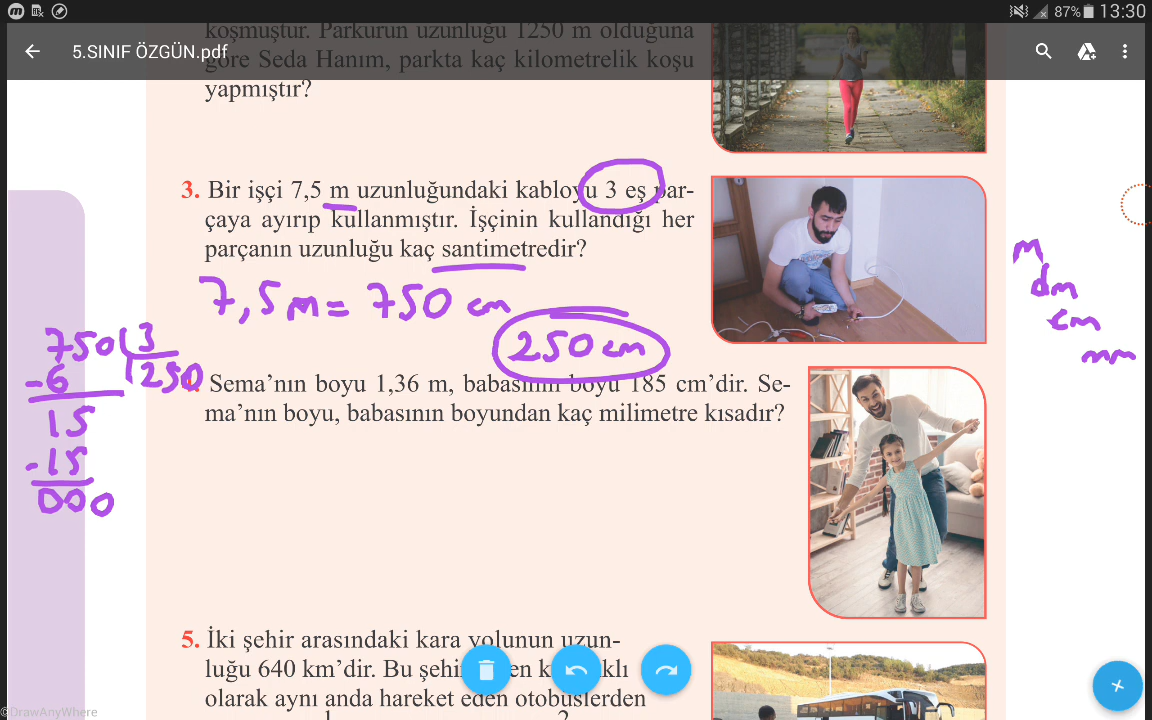 87% 13:30
5.SINIF ÖZGÜN.pdf
koşmuştur. Parkurun uzunluğu 1250 m olduğuna
göre Seda Hanım, parkta kaç kilometrelik koşu
yapmıştır?
3. Bir işçi 7,5 m uzunluğundaki kabloyu 3 eş par-
çaya ayırıp kullanmıştır. İşçinin kullandığı her
parçanın uzunluğu kaç santimetredir?
7,5 m = 750 cm
250 cm
m
dm
cm
mm
750 3
-6 250
15
-15
000
Sema’nın boyu 1,36 m, babasının boyu 185 cm’dir. Se-
ma’nın boyu, babasının boyundan kaç milimetre kısadır?
5. İki şehir arasındaki kara yolunun uzun-
luğu 640 km’dir. Bu
olarak aynı anda hareket eden otobüslerden
©DrawAnyWhere